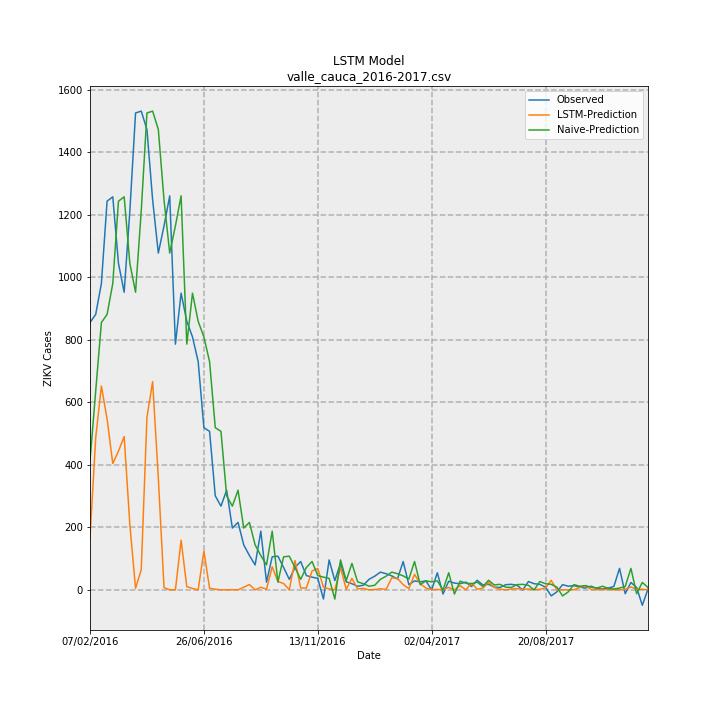 LSTM Model
valle_cauca_2016-2017.csv
Observed
LSTM-Prediction
Naive-Prediction
ZIKV Cases
1600
1400
1200
1000
800
600
400
200
0
07/02/2016
26/06/2016
13/11/2016
02/04/2017
20/08/2017
Date